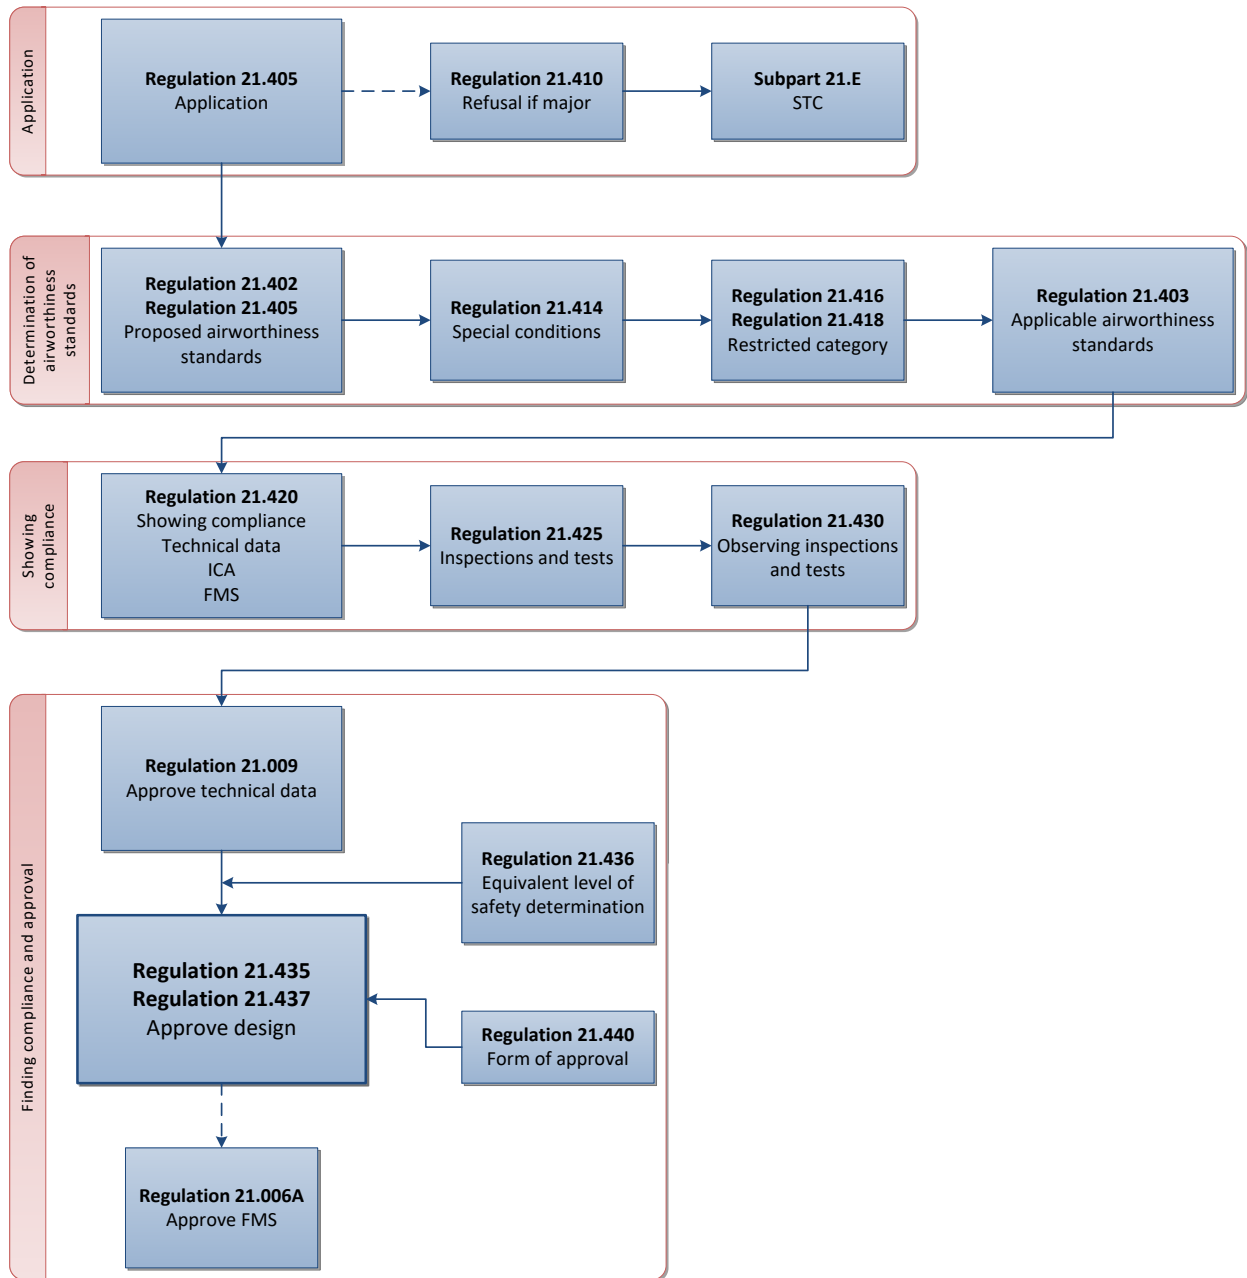 Application
Regulation 21.405
Application
Regulation 21.410
Refusal if major
Subpart 21.E
STC
Determination of
airworthiness
standards
Regulation 21.402
Regulation 21.405
Proposed airworthiness
standards
Regulation 21.414
Special conditions
Regulation 21.416
Regulation 21.418
Restricted category
Regulation 21.403
Applicable airworthiness
standards
Showing
compliance
Regulation 21.420
Showing compliance
Technical data
ICA
FMS
Regulation 21.425
Inspections and tests
Regulation 21.430
Observing inspections
and tests
Finding compliance and approval
Regulation 21.009
Approve technical data
Regulation 21.436
Equivalent level of
safety determination
Regulation 21.435
Regulation 21.437
Approve design
Regulation 21.440
Form of approval
Regulation 21.006A
Approve FMS